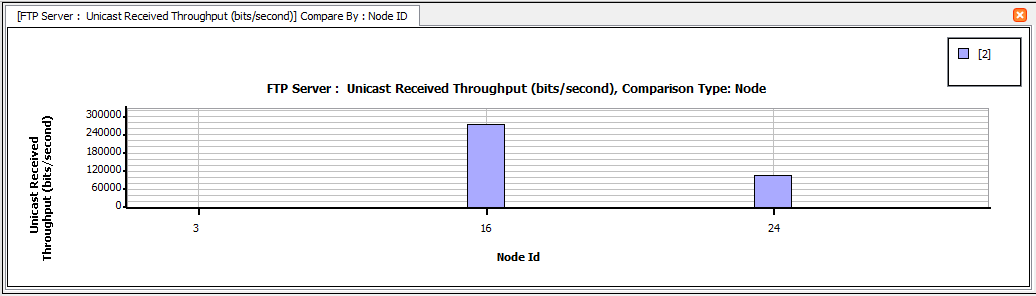 [FTP Server :  Unicast Received Throughput (bits/second)] Compare By : Node ID
[2]
FTP Server :  Unicast Received Throughput (bits/second), Comparison Type: Node
Unicast Received
Throughput (bits/second)
300000
240000
180000
120000
60000
0
3 16 24
Node Id